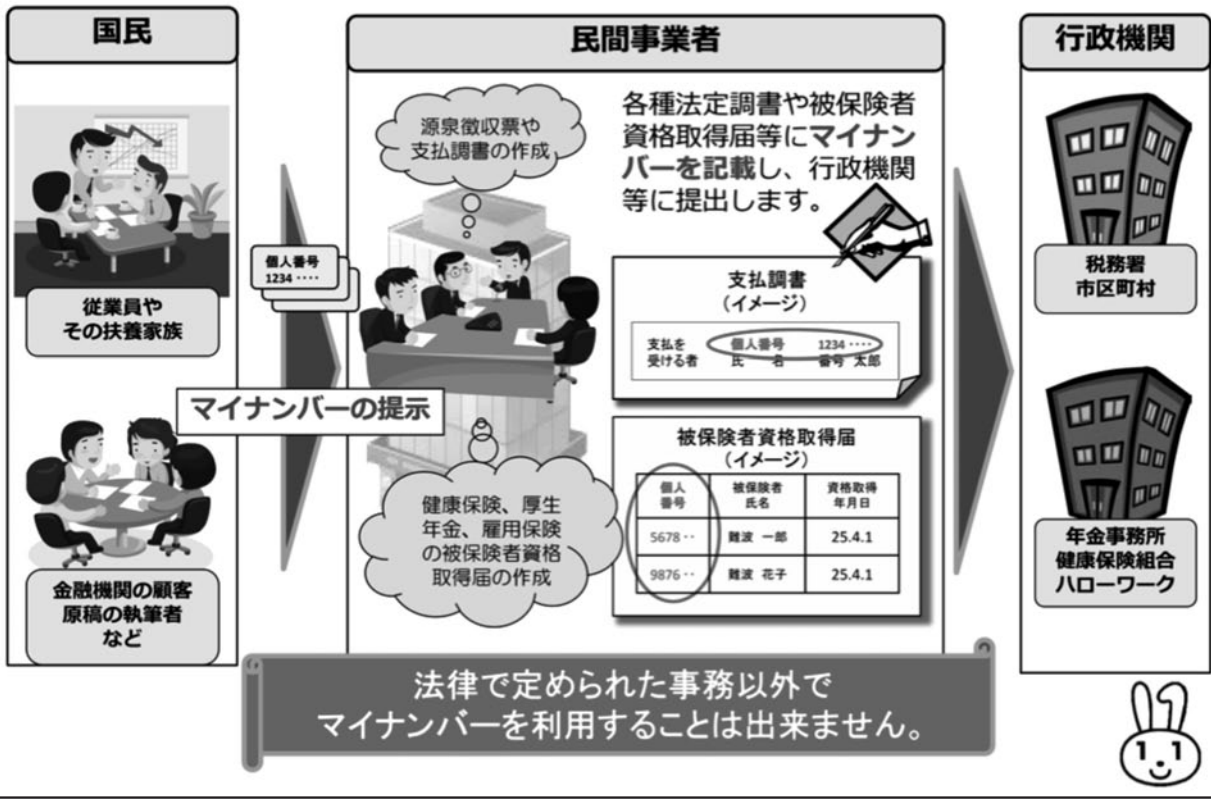 国民
従業員や
その扶養家族
金融機関の顧客
原稿の執筆者
など
個人番号
1234 ····
マイナンバーの提示
民間事業者
源泉徴収票や
支払調書の作成
各種法定調書や被保険者
資格取得届等にマイナン
バーを記載し、行政機関
等に提出します。
支払調書
（イメージ）
支払を 個人番号 1234 ····
受ける者 氏 名 番号 太郎
健康保険、厚生
年金、雇用保険
の被保険者資格
取得届の作成
被保険者資格取得届
（イメージ）
個人 被保険者 資格取得
番号 氏名 年月日
5678 ·· 難波 一郎 25.4.1
9876 ·· 難波 花子 25.4.1
行政機関
税務署
市区町村
年金事務所
健康保険組合
ハローワーク
法律で定められた事務以外で
マイナンバーを利用することは出来ません。
1 1